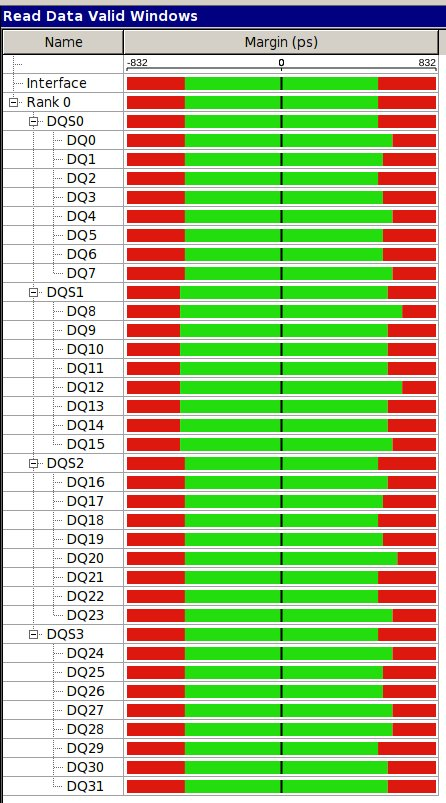 Read Data Valid Windows
Name Margin (ps)
-832 0 832
Interface
Rank 0
DQS0
DQ0
DQ1
DQ2
DQ3
DQ4
DQ5
DQ6
DQ7
DQS1
DQ8
DQ9
DQ10
DQ11
DQ12
DQ13
DQ14
DQ15
DQS2
DQ16
DQ17
DQ18
DQ19
DQ20
DQ21
DQ22
DQ23
DQS3
DQ24
DQ25
DQ26
DQ27
DQ28
DQ29
DQ30
DQ31